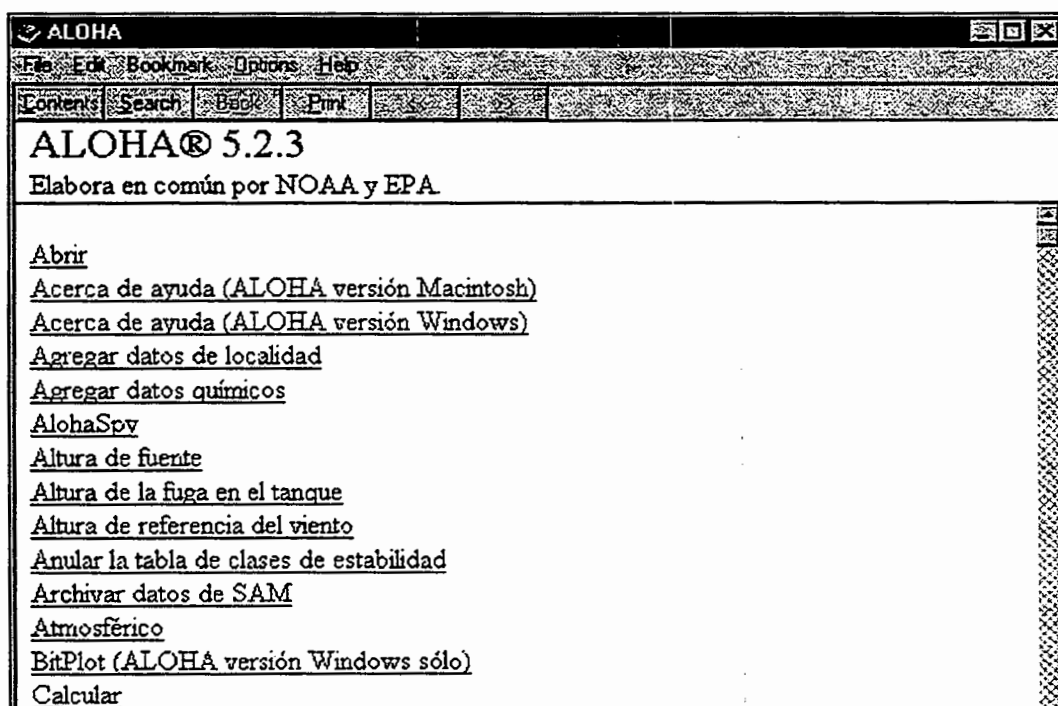 ALOHA
File Edit Bookmark Options Help
Contents Search Back Print << >>
ALOHA® 5.2.3
Elabora en común por NOAA y EPA.
Abrir
Acerca de ayuda (ALOHA versión Macintosh)
Acerca de ayuda (ALOHA versión Windows)
Agregar datos de localidad
Agregar datos químicos
AlohaSpy
Altura de fuente
Altura de la fuga en el tanque
Altura de referencia del viento
Anular la tabla de clases de estabilidad
Archivar datos de SAM
Atmosférico
BitPlot (ALOHA versión Windows sólo)
Calcular